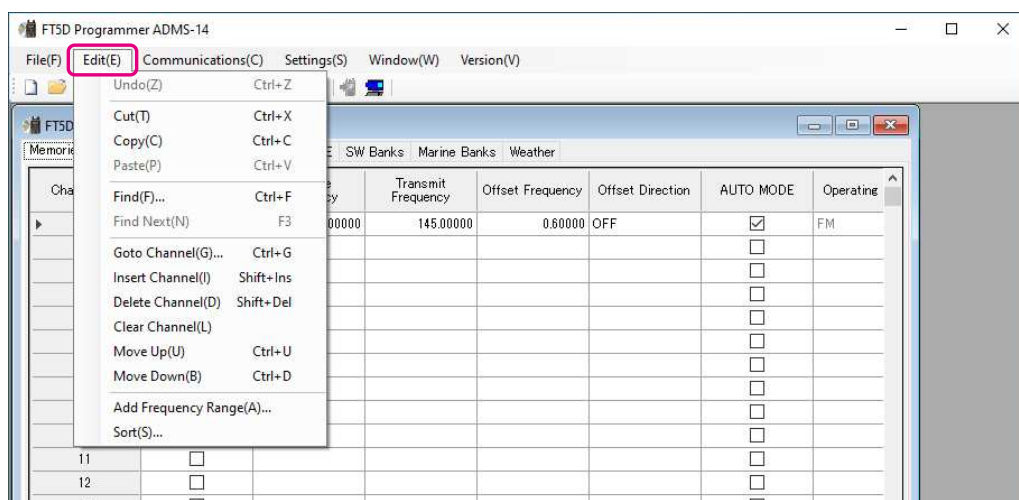 FT5D Programmer ADMS-14
File(F) Edit(E) Communications(C) Settings(S) Window(W) Version(V)
Undo(Z) Ctrl+Z
Cut(T) Ctrl+X
Copy(C) Ctrl+C
Paste(P) Ctrl+V
Find(F)... Ctrl+F
Find Next(N) F3
Goto Channel(G)... Ctrl+G
Insert Channel(I) Shift+Ins
Delete Channel(D) Shift+Del
Clear Channel(L)
Move Up(U) Ctrl+U
Move Down(B) Ctrl+D
Add Frequency Range(A)...
Sort(S)...
FT5D
Memorie SW Banks Marine Banks Weather
Cha Transmit Frequency Offset Frequency Offset Direction AUTO MODE Operating
00000 145.00000 0.60000 OFF FM
11
12